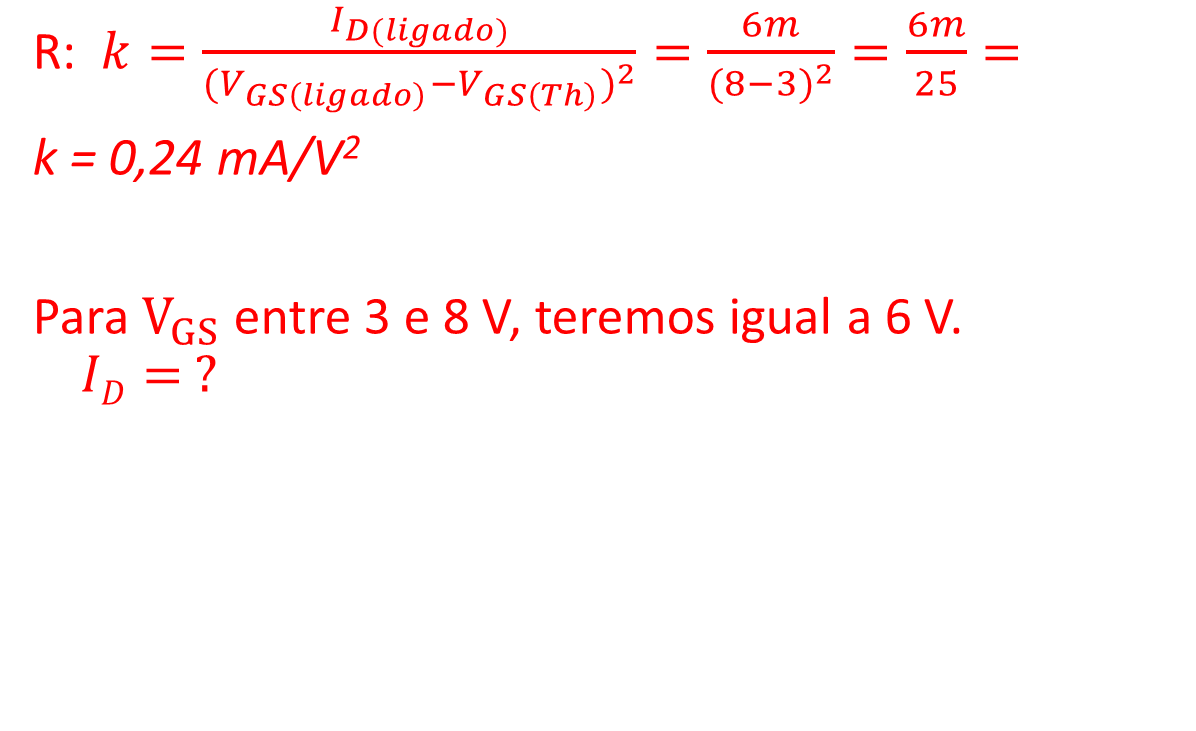 R: k = I_D(ligado) / (V_GS(ligado) − V_GS(Th))² = 6m / (8−3)² = 6m / 25 =
k = 0,24 mA/V²
Para V_GS entre 3 e 8 V, teremos igual a 6 V.
I_D = ?